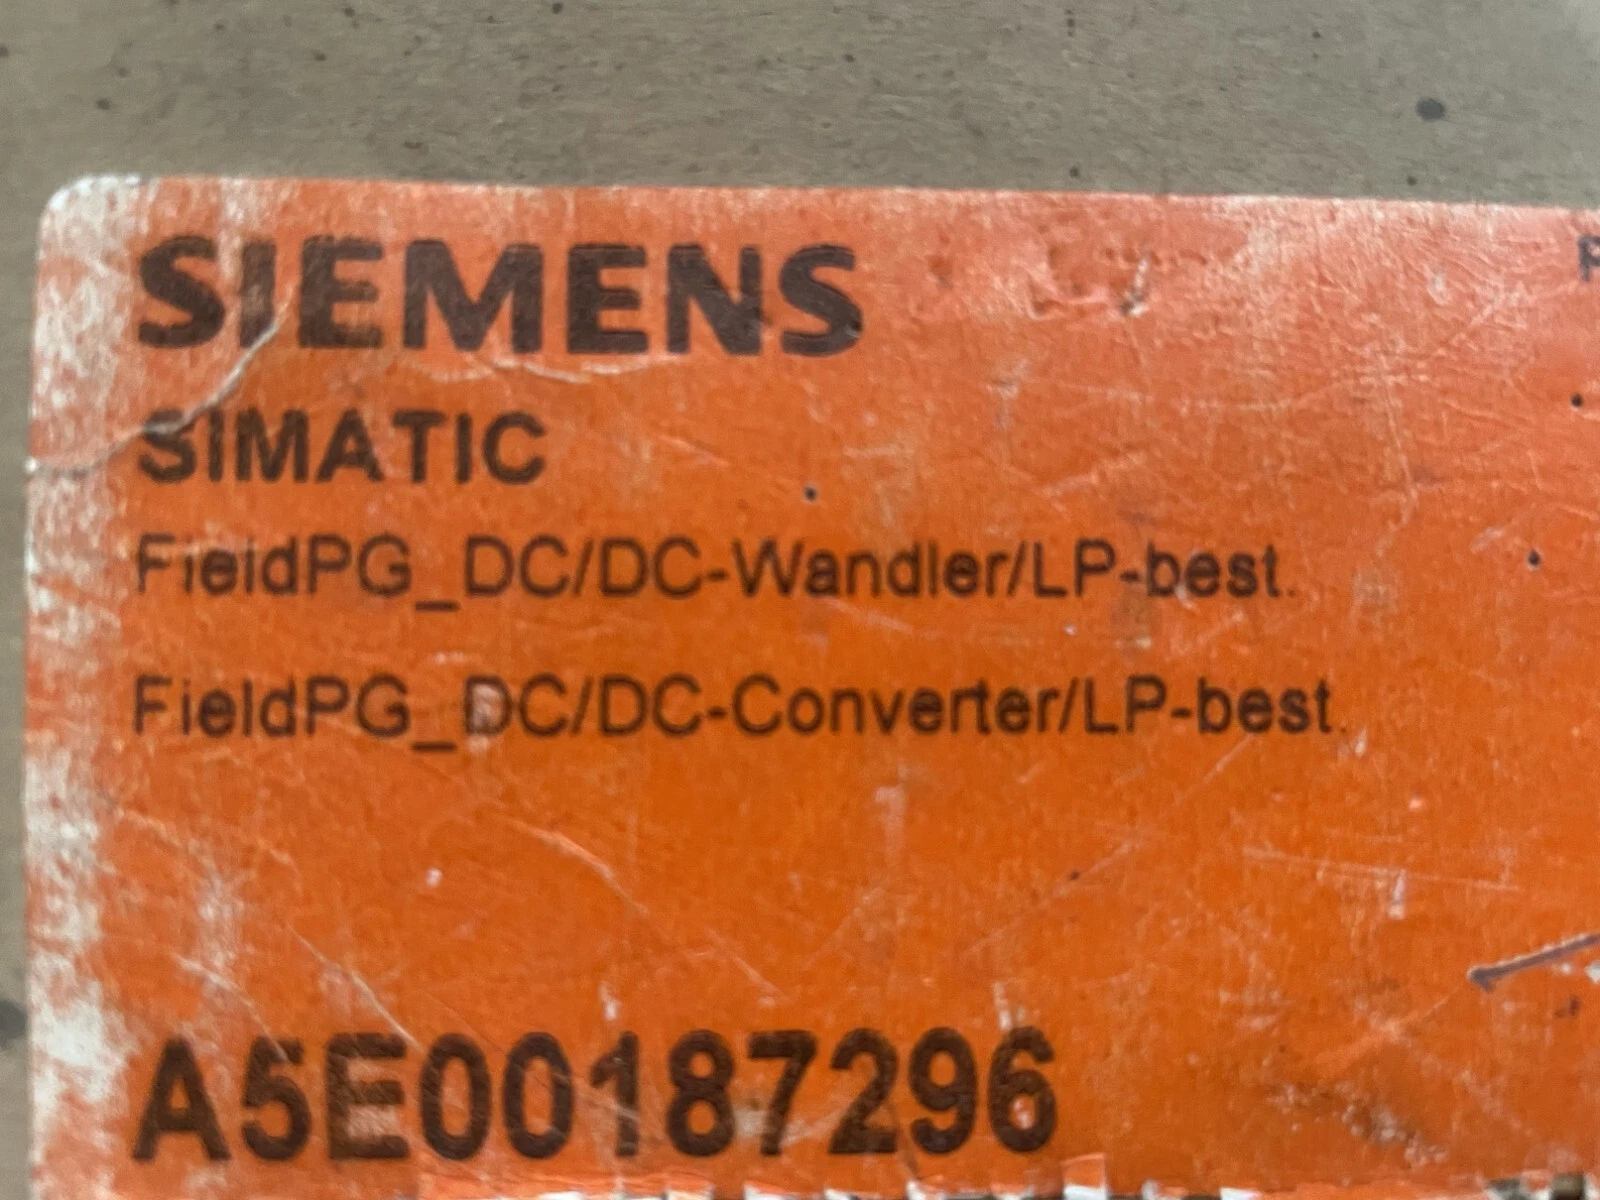 SIEMENS
SIMATIC
FieldPG_DC/DC-Wandler/LP-best.
FieldPG_DC/DC-Converter/LP-best.
A5E00187296